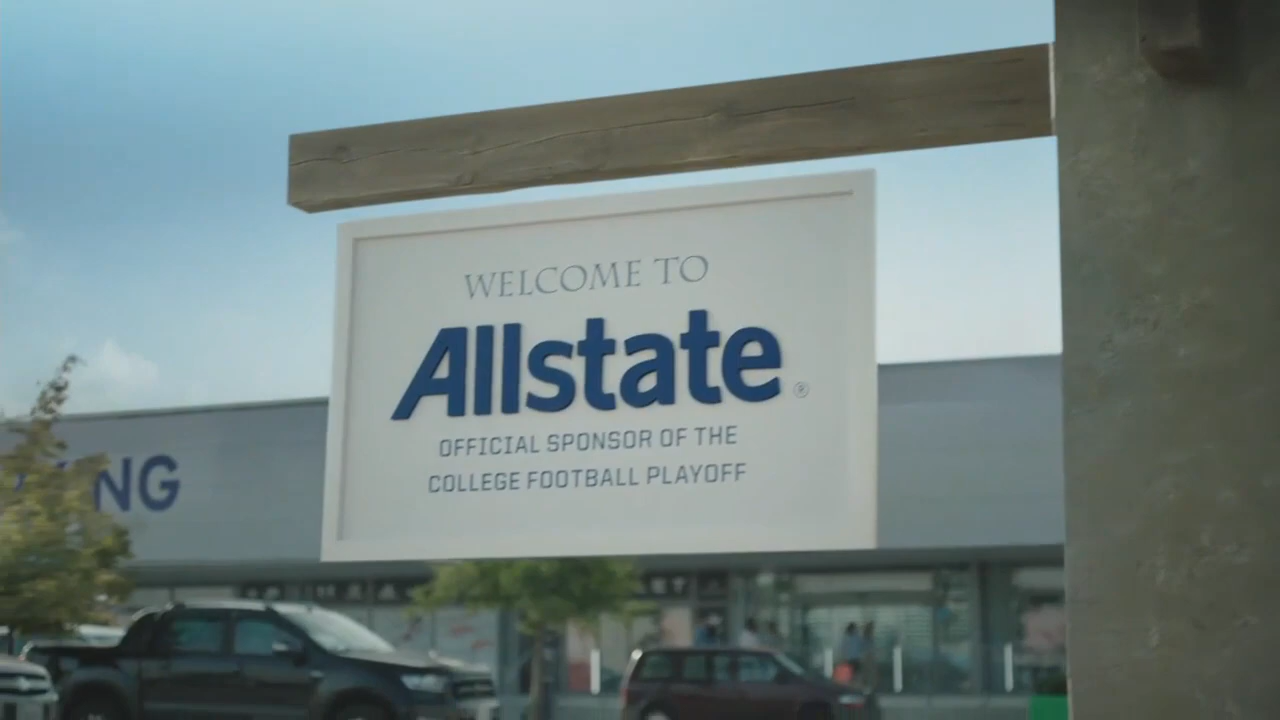 WELCOME TO
Allstate®
OFFICIAL SPONSOR OF THE
COLLEGE FOOTBALL PLAYOFF
NG